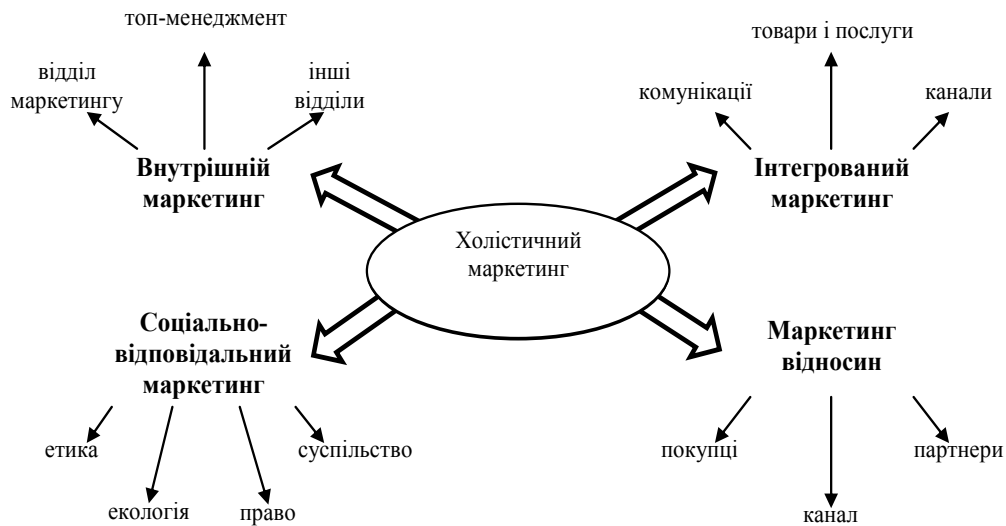 топ-менеджмент
відділ
маркетингу
інші
відділи
Внутрішній
маркетинг
товари і послуги
комунікації
канали
Інтегрований
маркетинг
Холістичний
маркетинг
Соціально-
відповідальний
маркетинг
етика
екологія
право
суспільство
Маркетинг
відносин
покупці
канал
партнери